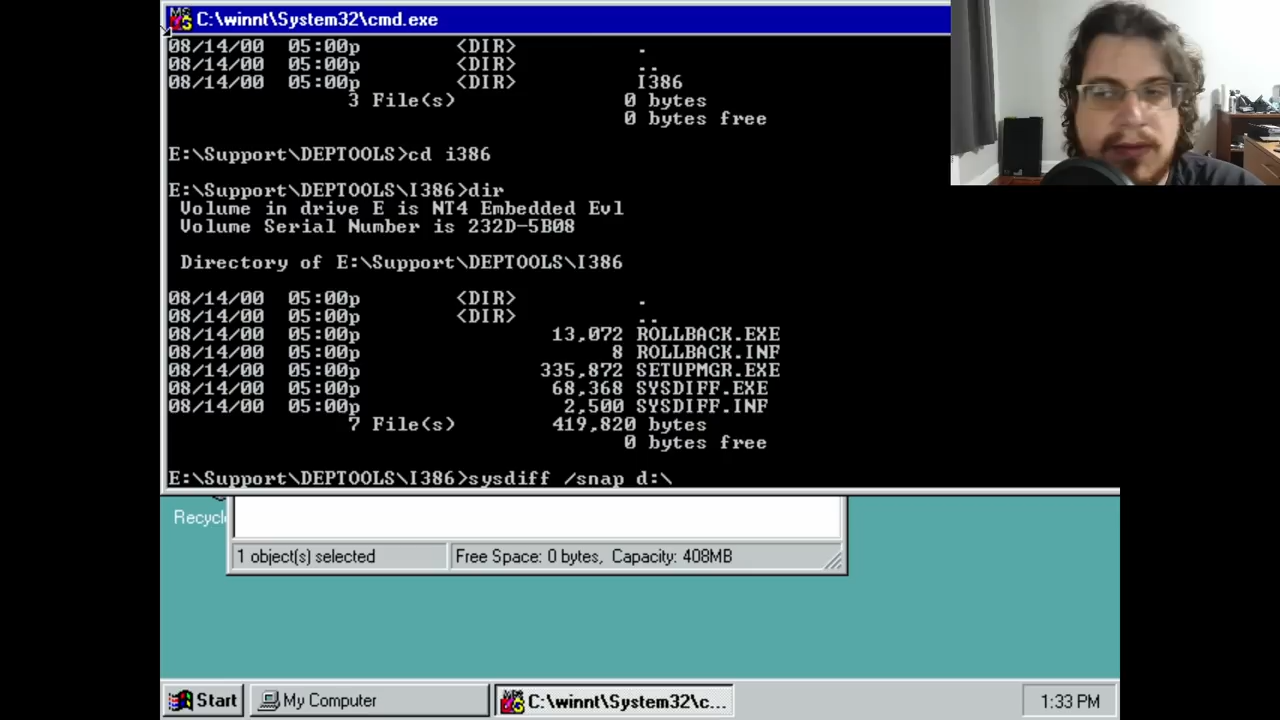 C:\winnt\System32\cmd.exe
08/14/00 05:00p <DIR> .
08/14/00 05:00p <DIR> ..
08/14/00 05:00p <DIR> I386
3 File(s) 0 bytes
0 bytes free
E:\Support\DEPTOOLS>cd i386
E:\Support\DEPTOOLS\I386>dir
Volume in drive E is NT4 Embedded Evl
Volume Serial Number is 232D-5B08
Directory of E:\Support\DEPTOOLS\I386
08/14/00 05:00p <DIR> .
08/14/00 05:00p <DIR> ..
08/14/00 05:00p 13,072 ROLLBACK.EXE
08/14/00 05:00p 8 ROLLBACK.INF
08/14/00 05:00p 335,872 SETUPMGR.EXE
08/14/00 05:00p 68,368 SYSDIFF.EXE
08/14/00 05:00p 2,500 SYSDIFF.INF
7 File(s) 419,820 bytes
0 bytes free
E:\Support\DEPTOOLS\I386>sysdiff /snap d:\
Recycl
1 object(s) selected Free Space: 0 bytes, Capacity: 408MB
Start My Computer C:\winnt\System32\c... 1:33 PM